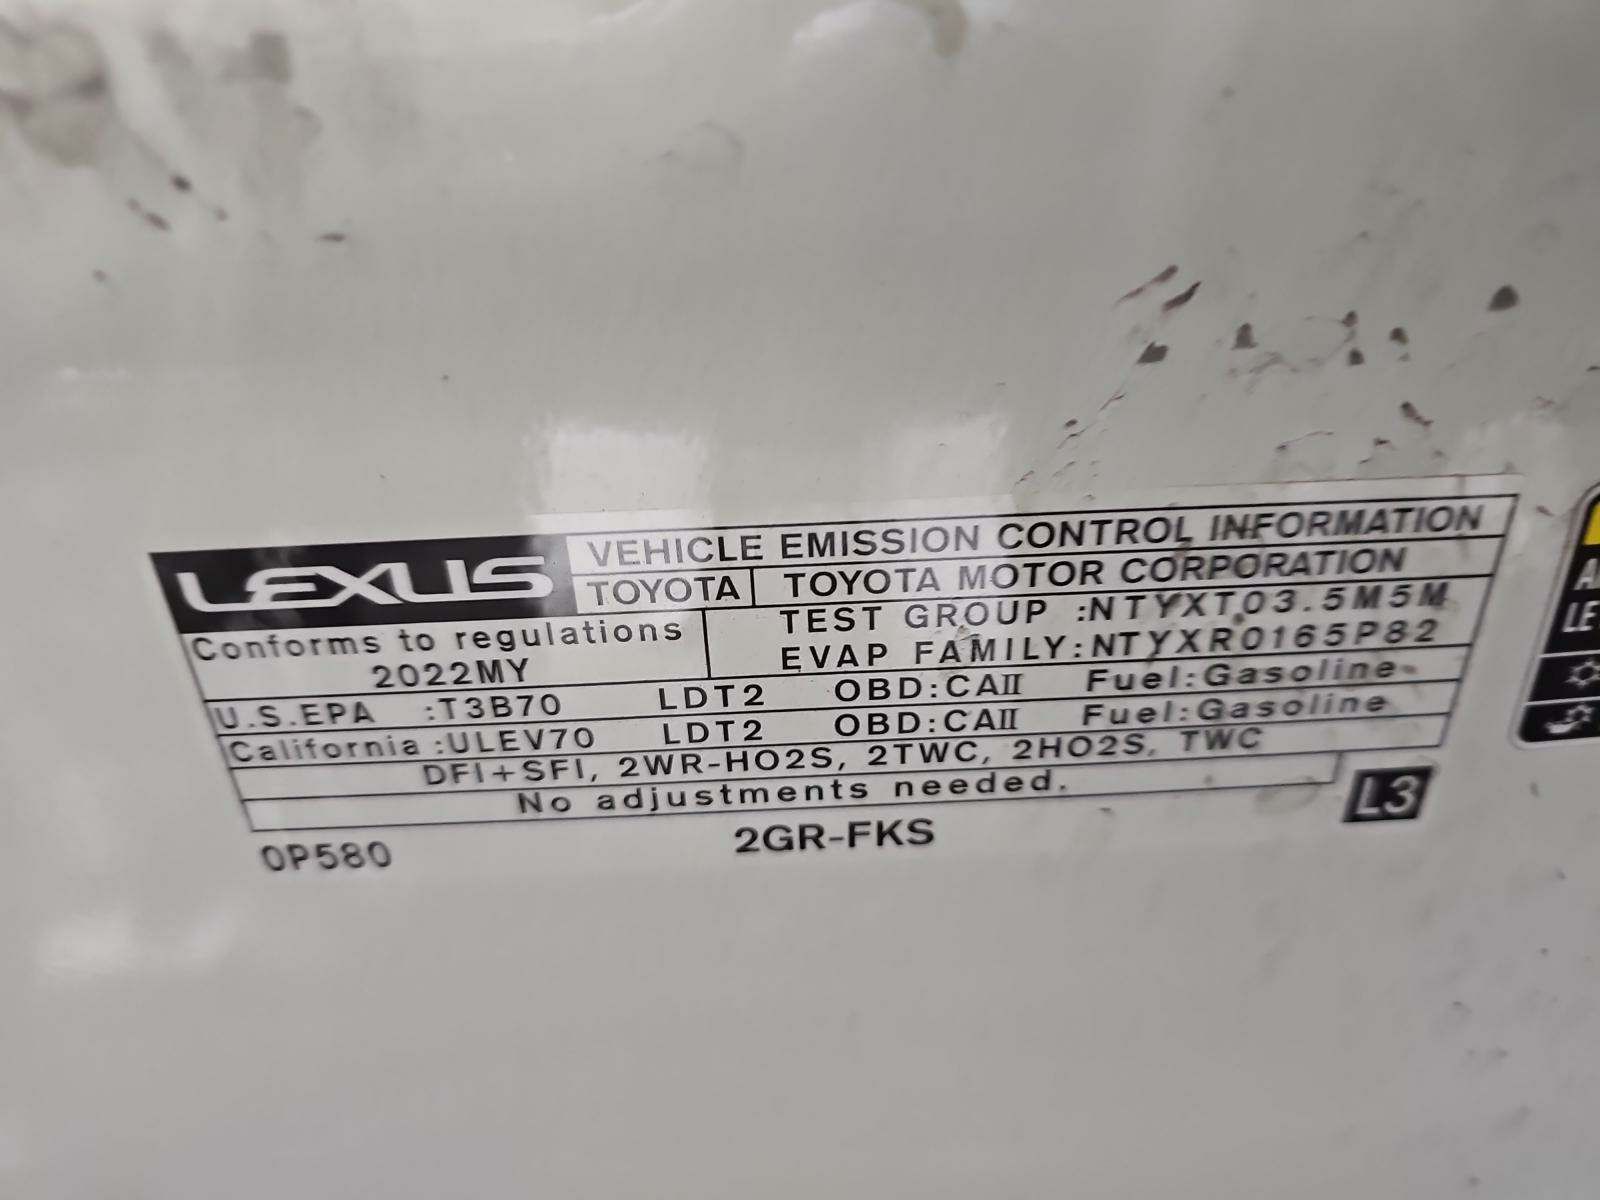 LEXUS VEHICLE EMISSION CONTROL INFORMATION
TOYOTA TOYOTA MOTOR CORPORATION
Conforms to regulations TEST GROUP :NTYXT03.5M5M
2022MY EVAP FAMILY:NTYXR0165P82
U.S.EPA :T3B70 LDT2 OBD:CAII Fuel:Gasoline
California :ULEV70 LDT2 OBD:CAII Fuel:Gasoline
DFI+SFI, 2WR-HO2S, 2TWC, 2HO2S, TWC
No adjustments needed.
L3
0P580 2GR-FKS